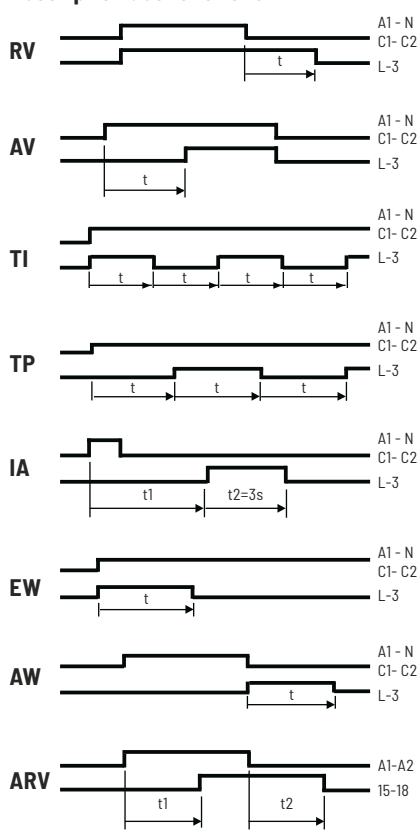 RV
A1 - N
C1- C2
t
L-3
AV
A1 - N
C1- C2
L-3
t
TI
A1 - N
C1- C2
L-3
t t t t
TP
A1 - N
C1- C2
L-3
t t t
IA
A1 - N
C1- C2
L-3
t1 t2=3s
EW
A1 - N
C1- C2
t
L-3
AW
A1 - N
C1- C2
t
L-3
ARV
A1-A2
15-18
t1 t2